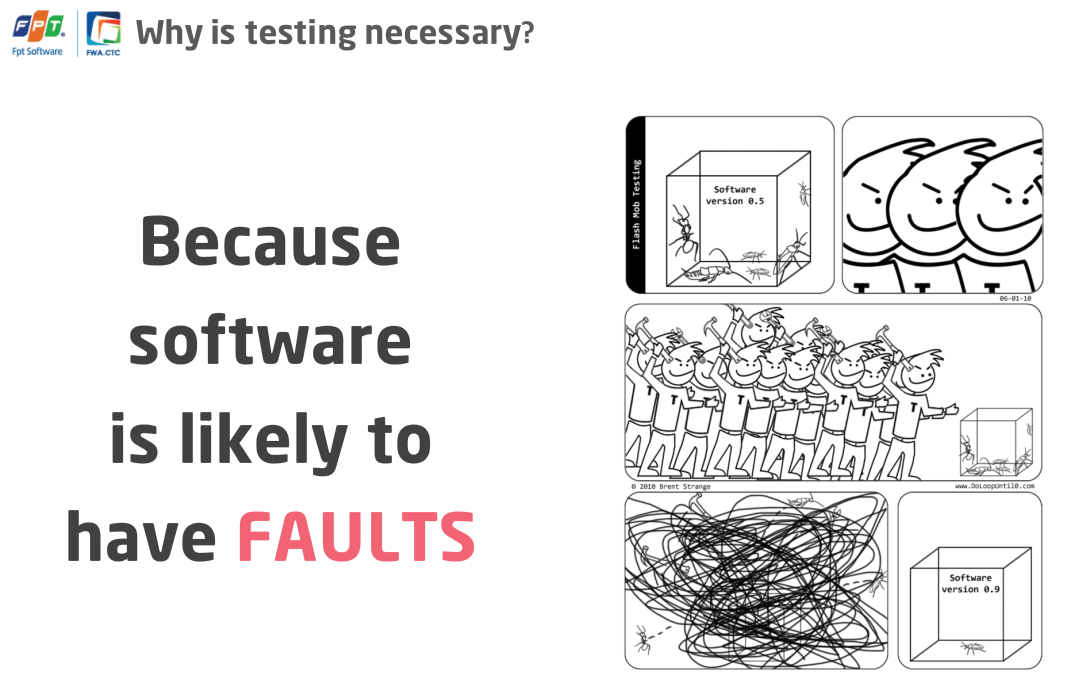 FPT.
Fpt Software
FWA.CTC
Why is testing necessary?
Because
software
is likely to
have FAULTS
Flash Mob Testing
Software
version 0.5
T T T
06-01-10
T T T T T T T
© 2010 Brent Strange
www.DoLoopUntil0.com
Software
version 0.9